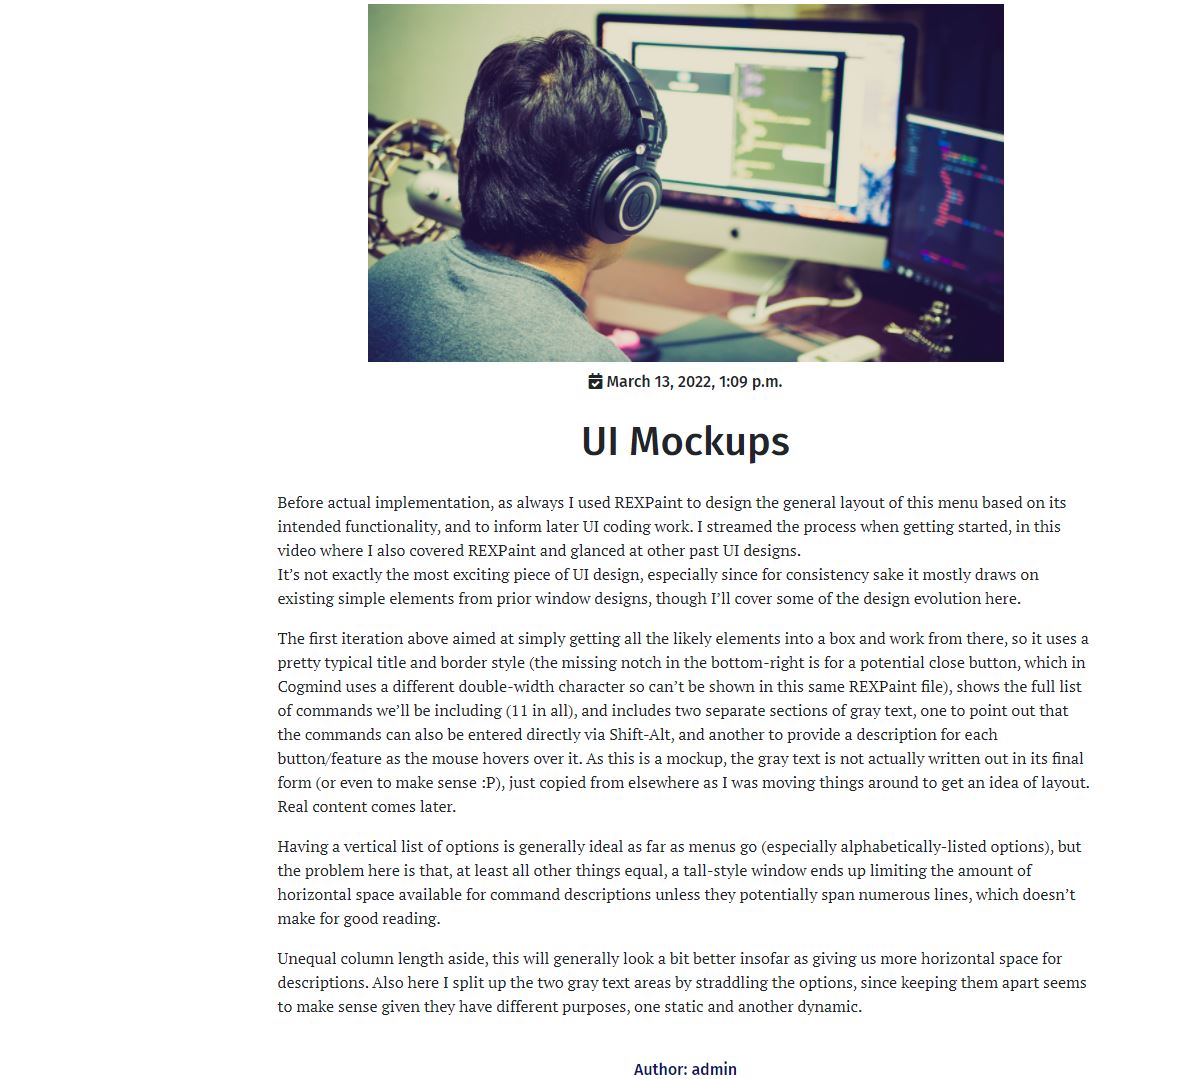 March 13, 2022, 1:09 p.m.
UI Mockups
Before actual implementation, as always I used REXPaint to design the general layout of this menu based on its
intended functionality, and to inform later UI coding work. I streamed the process when getting started, in this
video where I also covered REXPaint and glanced at other past UI designs.
It’s not exactly the most exciting piece of UI design, especially since for consistency sake it mostly draws on
existing simple elements from prior window designs, though I’ll cover some of the design evolution here.
The first iteration above aimed at simply getting all the likely elements into a box and work from there, so it uses a
pretty typical title and border style (the missing notch in the bottom-right is for a potential close button, which in
Cogmind uses a different double-width character so can’t be shown in this same REXPaint file), shows the full list
of commands we’ll be including (11 in all), and includes two separate sections of gray text, one to point out that
the commands can also be entered directly via Shift-Alt, and another to provide a description for each
button/feature as the mouse hovers over it. As this is a mockup, the gray text is not actually written out in its final
form (or even to make sense :P), just copied from elsewhere as I was moving things around to get an idea of layout.
Real content comes later.
Having a vertical list of options is generally ideal as far as menus go (especially alphabetically-listed options), but
the problem here is that, at least all other things equal, a tall-style window ends up limiting the amount of
horizontal space available for command descriptions unless they potentially span numerous lines, which doesn’t
make for good reading.
Unequal column length aside, this will generally look a bit better insofar as giving us more horizontal space for
descriptions. Also here I split up the two gray text areas by straddling the options, since keeping them apart seems
to make sense given they have different purposes, one static and another dynamic.
Author: admin